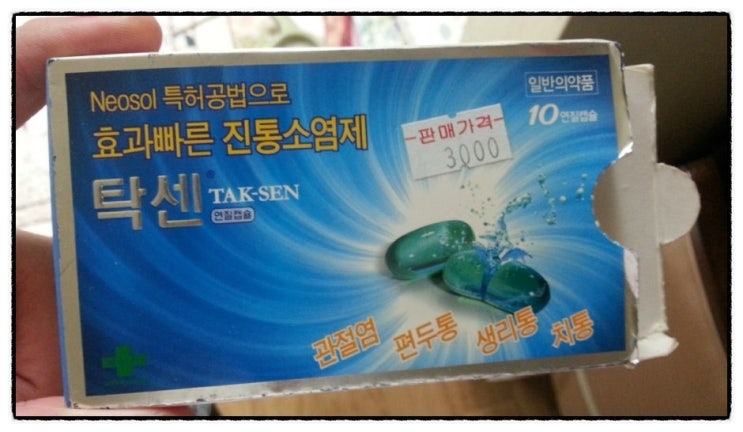 Neosol 특허공법으로
효과빠른 진통소염제
탁센® TAK-SEN
연질캡슐
일반의약품
10연질캡슐
-판매가격-
3000
관절염 편두통 생리통 치통